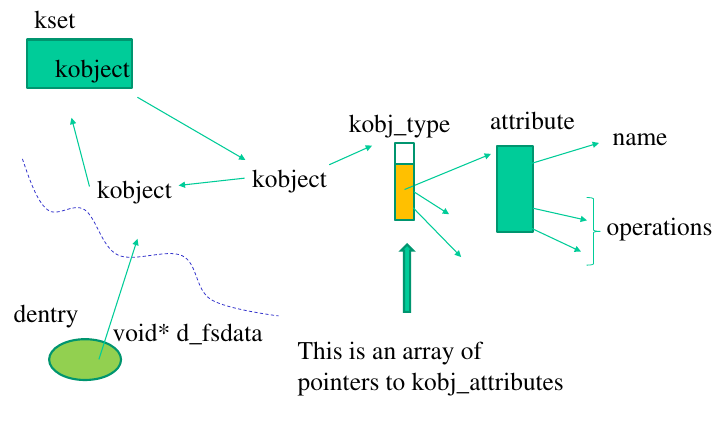 kset
kobject
kobj_type
attribute
name
kobject
kobject
operations
dentry
void* d_fsdata
This is an array of
pointers to kobj_attributes